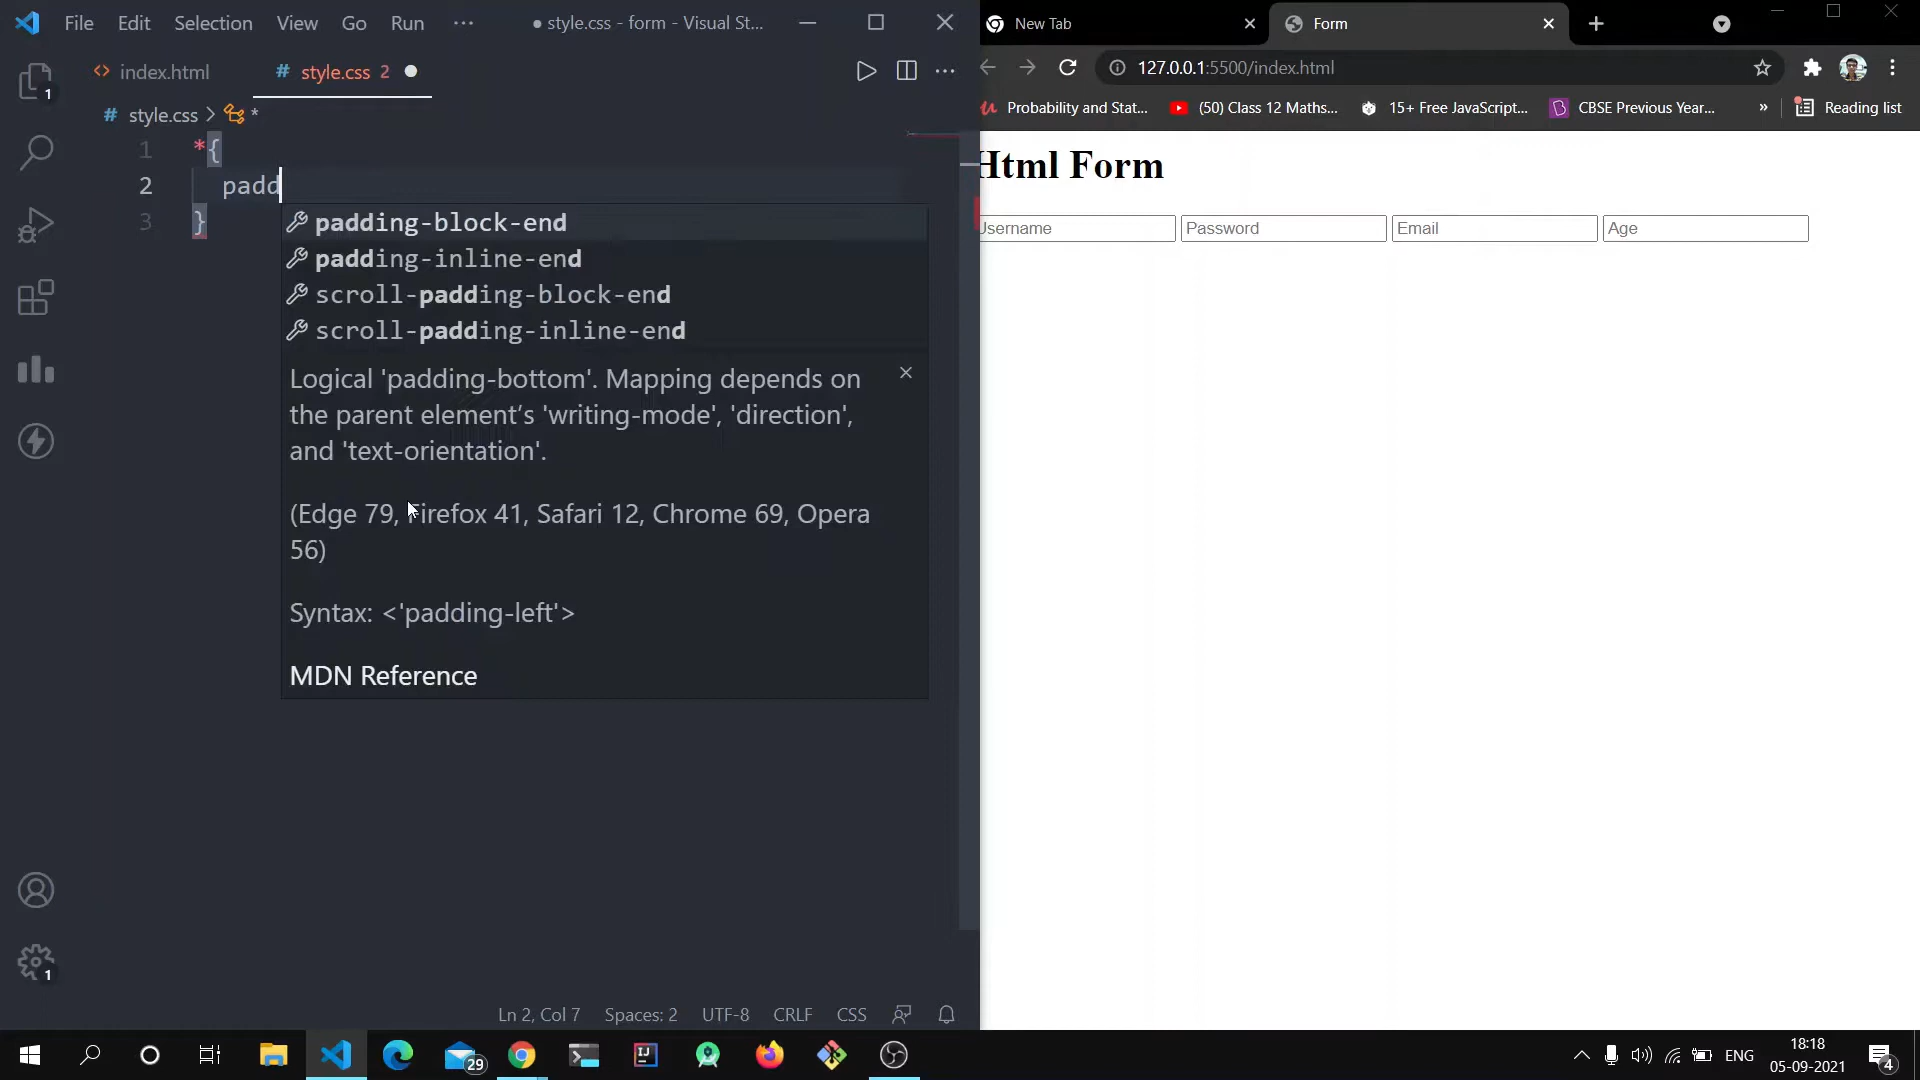 File Edit Selection View Go Run ··· ● style.css - form - Visual St...
index.html # style.css 2 ●
# style.css > *
1 *{
2 padd
3 }
padding-block-end
padding-inline-end
scroll-padding-block-end
scroll-padding-inline-end
Logical 'padding-bottom'. Mapping depends on
the parent element’s 'writing-mode', 'direction',
and 'text-orientation'.
(Edge 79, Firefox 41, Safari 12, Chrome 69, Opera
56)
Syntax: <'padding-left'>
MDN Reference
1
1
Ln 2, Col 7 Spaces: 2 UTF-8 CRLF CSS
New Tab Form
127.0.0.1:5500/index.html
Probability and Stat... (50) Class 12 Maths... 15+ Free JavaScript... CBSE Previous Year... » Reading list
Html Form
Username Password Email Age
29
ENG
18:18
05-09-2021
4